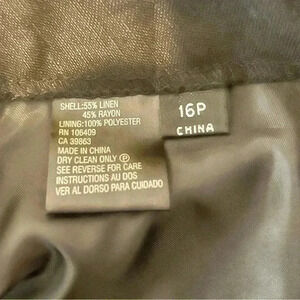 SHELL:55% LINEN
45% RAYON
LINING:100% POLYESTER
RN 106409
CA 39863
MADE IN CHINA
DRY CLEAN ONLY Ⓟ
SEE REVERSE FOR CARE
INSTRUCTIONS AU DOS
VER AL DORSO PARA CUIDADO
16P
CHINA